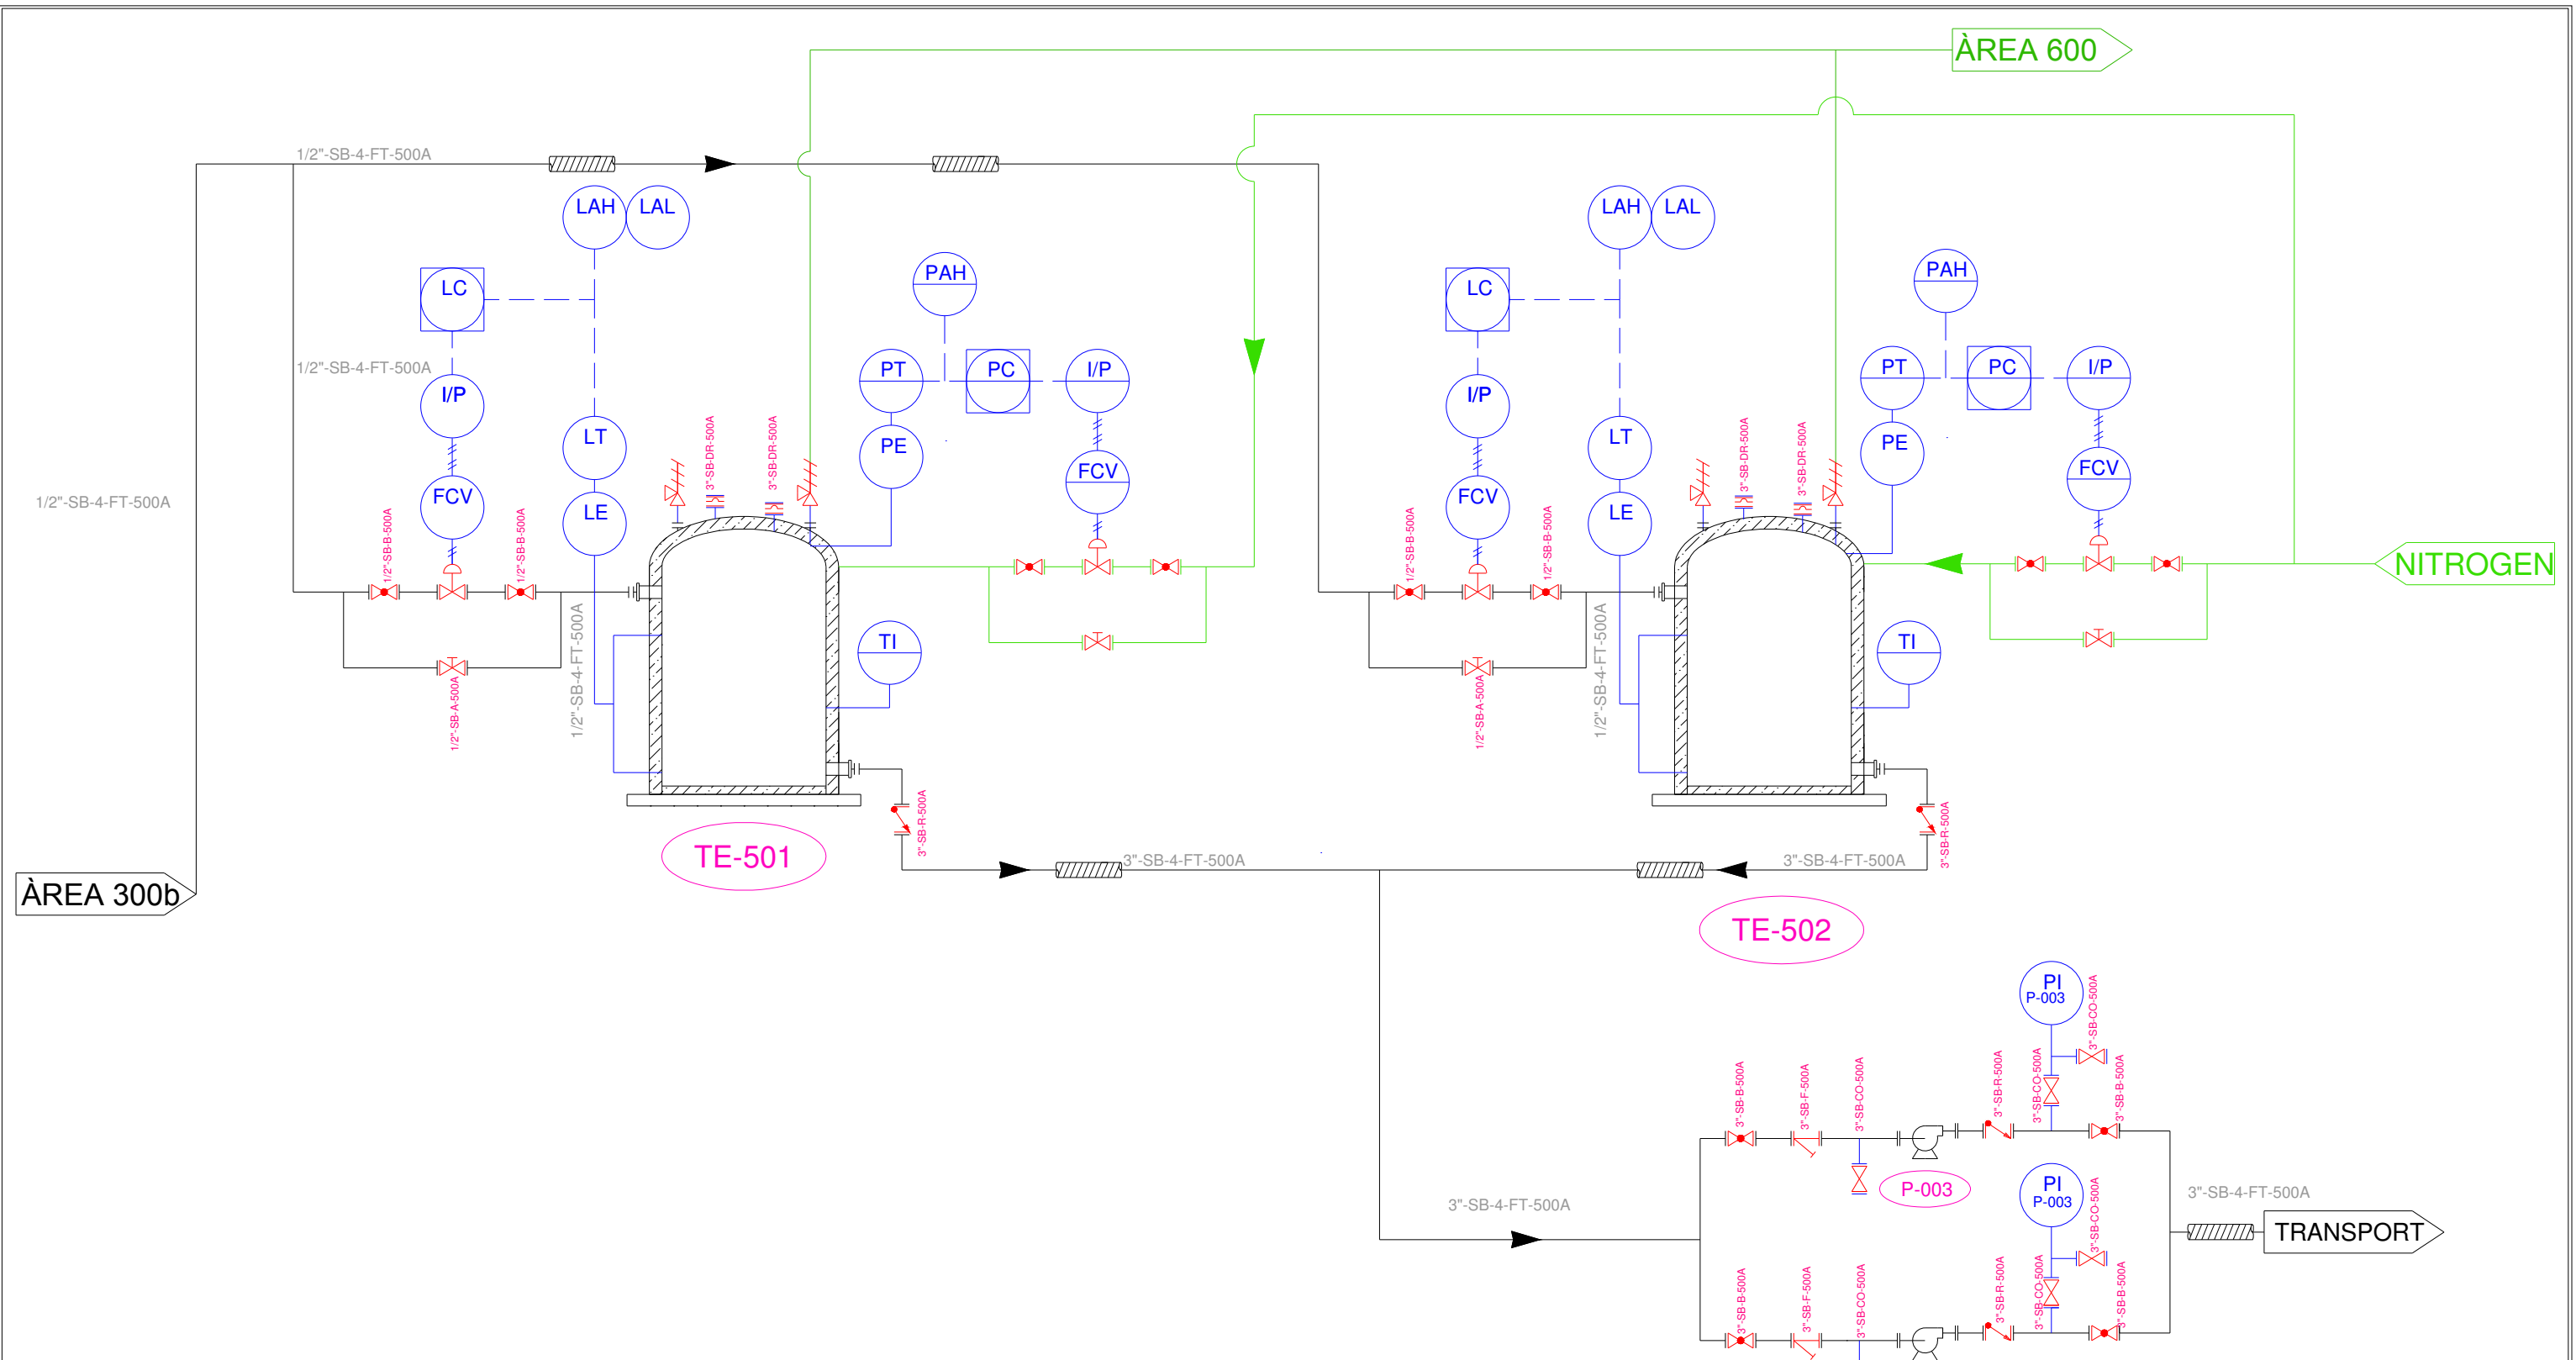 ÀREA 600
1/2"-SB-4-FT-500A
LAH
LAL
LAH
LAL
PAH
PAH
LC
LC
1/2"-SB-4-FT-500A
PT
PC
I/P
PT
PC
I/P
I/P
I/P
LT
PE
LT
PE
3"-SB-DR-500A
3"-SB-DR-500A
3"-SB-DR-500A
3"-SB-DR-500A
FCV
FCV
1/2"-SB-4-FT-500A
FCV
LE
FCV
LE
1/2"-SB-B-500A
1/2"-SB-B-500A
1/2"-SB-B-500A
1/2"-SB-B-500A
NITROGEN
1/2"-SB-4-FT-500A
1/2"-SB-4-FT-500A
TI
TI
1/2"-SB-A-500A
1/2"-SB-A-500A
3"-SB-R-500A
3"-SB-R-500A
TE-501
3"-SB-4-FT-500A
3"-SB-4-FT-500A
ÀREA 300b
TE-502
PI
P-003
3"-SB-CO-500A
3"-SB-B-500A
3"-SB-F-500A
3"-SB-CO-500A
3"-SB-R-500A
3"-SB-CO-500A
3"-SB-B-500A
P-003
PI
P-003
3"-SB-4-FT-500A
3"-SB-4-FT-500A
TRANSPORT
3"-SB-CO-500A
3"-SB-B-500A
3"-SB-F-500A
3"-SB-CO-500A
3"-SB-R-500A
3"-SB-CO-500A
3"-SB-B-500A